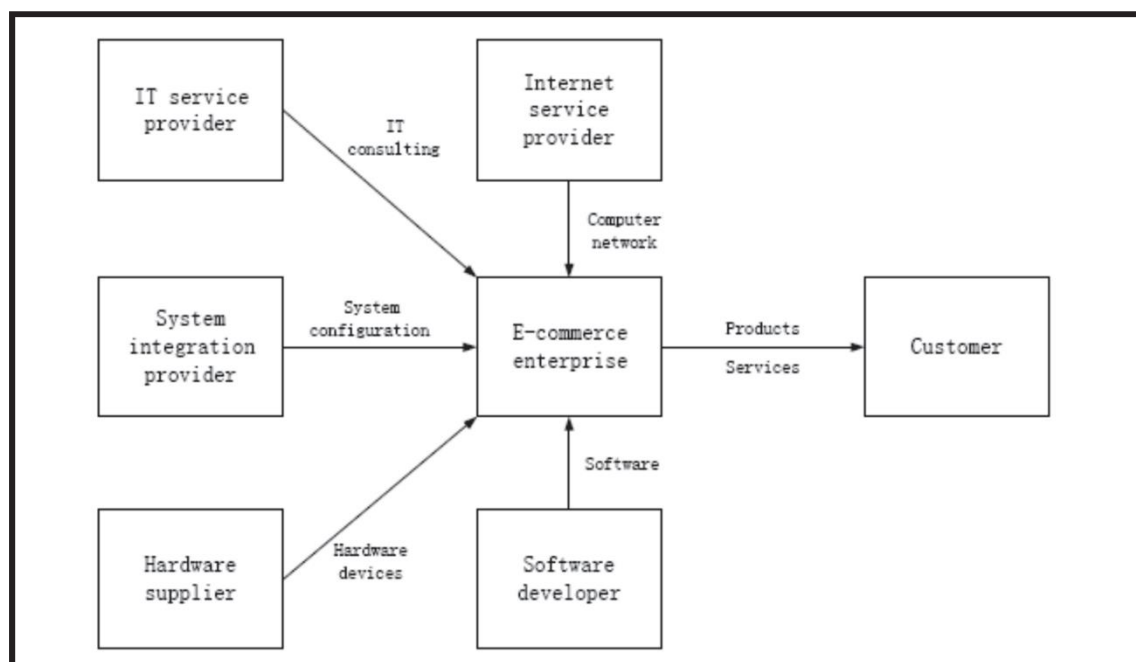 IT service
provider
Internet
service
provider
IT
consulting
Computer
network
System
integration
provider
System
configuration
E-commerce
enterprise
Products
Services
Customer
Software
Hardware
supplier
Hardware
devices
Software
developer